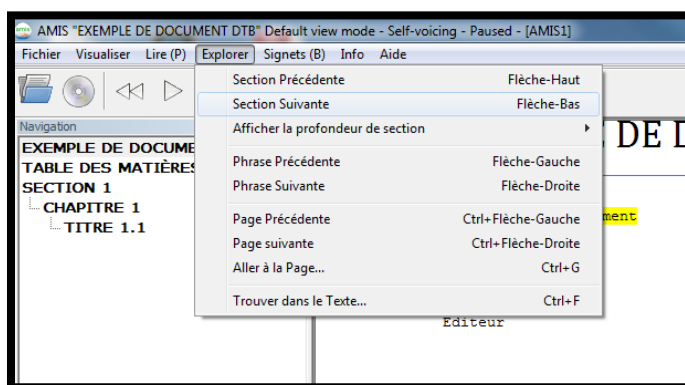 AMIS "EXEMPLE DE DOCUMENT DTB" Default view mode - Self-voicing - Paused - [AMIS1]
Fichier Visualiser Lire (P) Explorer Signets (B) Info Aide
Section Précédente Flèche-Haut
Section Suivante Flèche-Bas
Afficher la profondeur de section
Phrase Précédente Flèche-Gauche
Phrase Suivante Flèche-Droite
Page Précédente Ctrl+Flèche-Gauche
Page suivante Ctrl+Flèche-Droite
Aller à la Page... Ctrl+G
Trouver dans le Texte... Ctrl+F
Navigation
EXEMPLE DE DOCUME
TABLE DES MATIÈRES
SECTION 1
CHAPITRE 1
TITRE 1.1
DE D
ment
Editeur